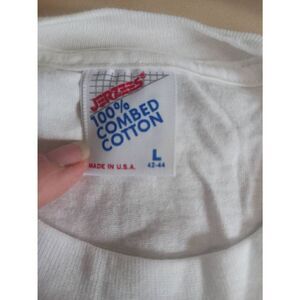 JERZEES®
100%
COMBED
COTTON
L
42-44
MADE IN U.S.A.